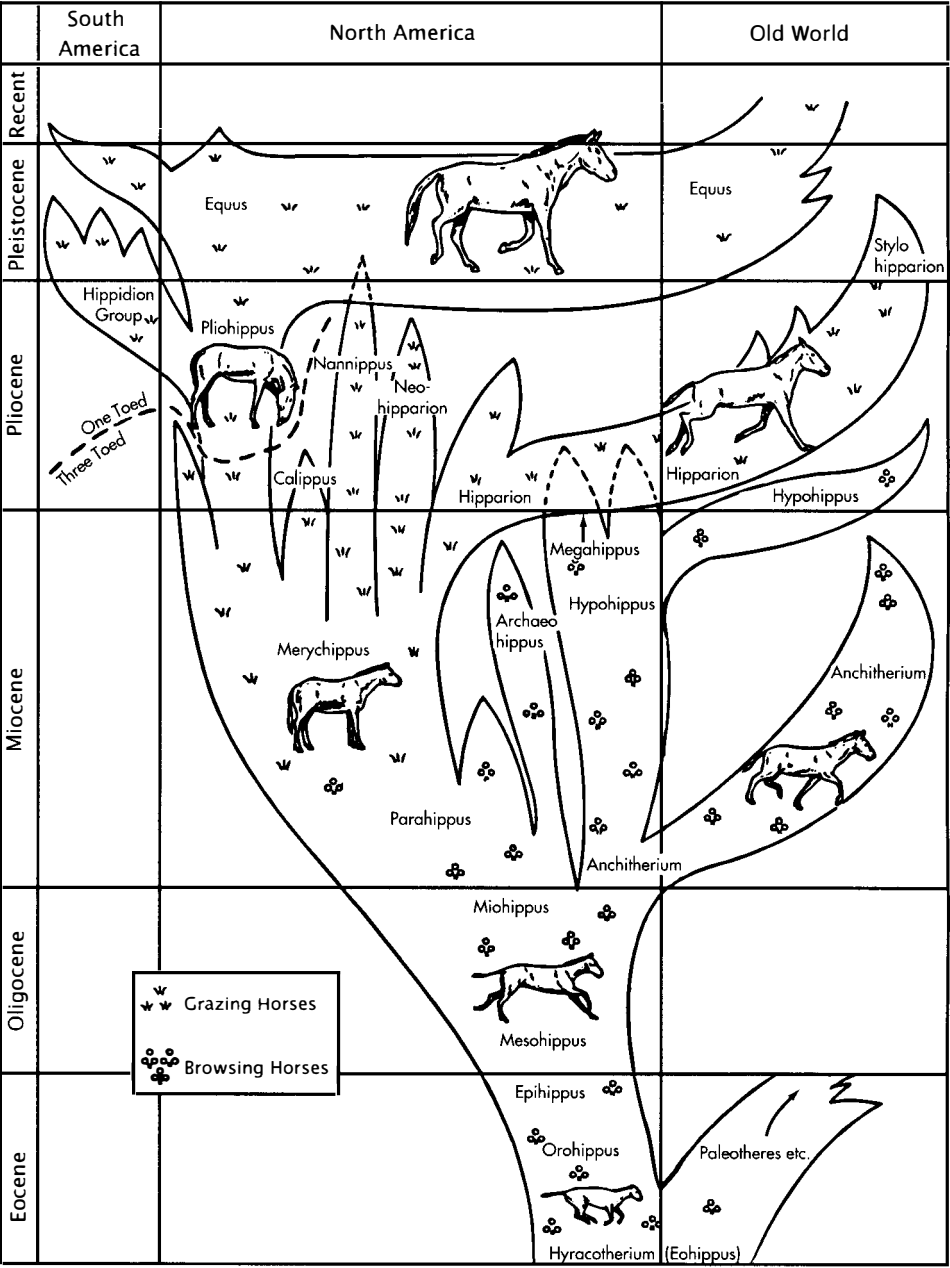 South
America
North America
Old World
Recent
Pleistocene
Equus
Equus
Stylo
hipparion
Pliocene
Hippidion
Group
Pliohippus
Nannippus
Neo-
hipparion
One Toed
Three Toed
Calippus
Hipparion
Hipparion
Hypohippus
Miocene
Megahippus
Hypohippus
Archaeo
hippus
Merychippus
Anchitherium
Parahippus
Anchitherium
Oligocene
Miohippus
Mesohippus
Grazing Horses
Browsing Horses
Eocene
Epihippus
Orohippus
Paleotheres etc.
Hyracotherium (Eohippus)